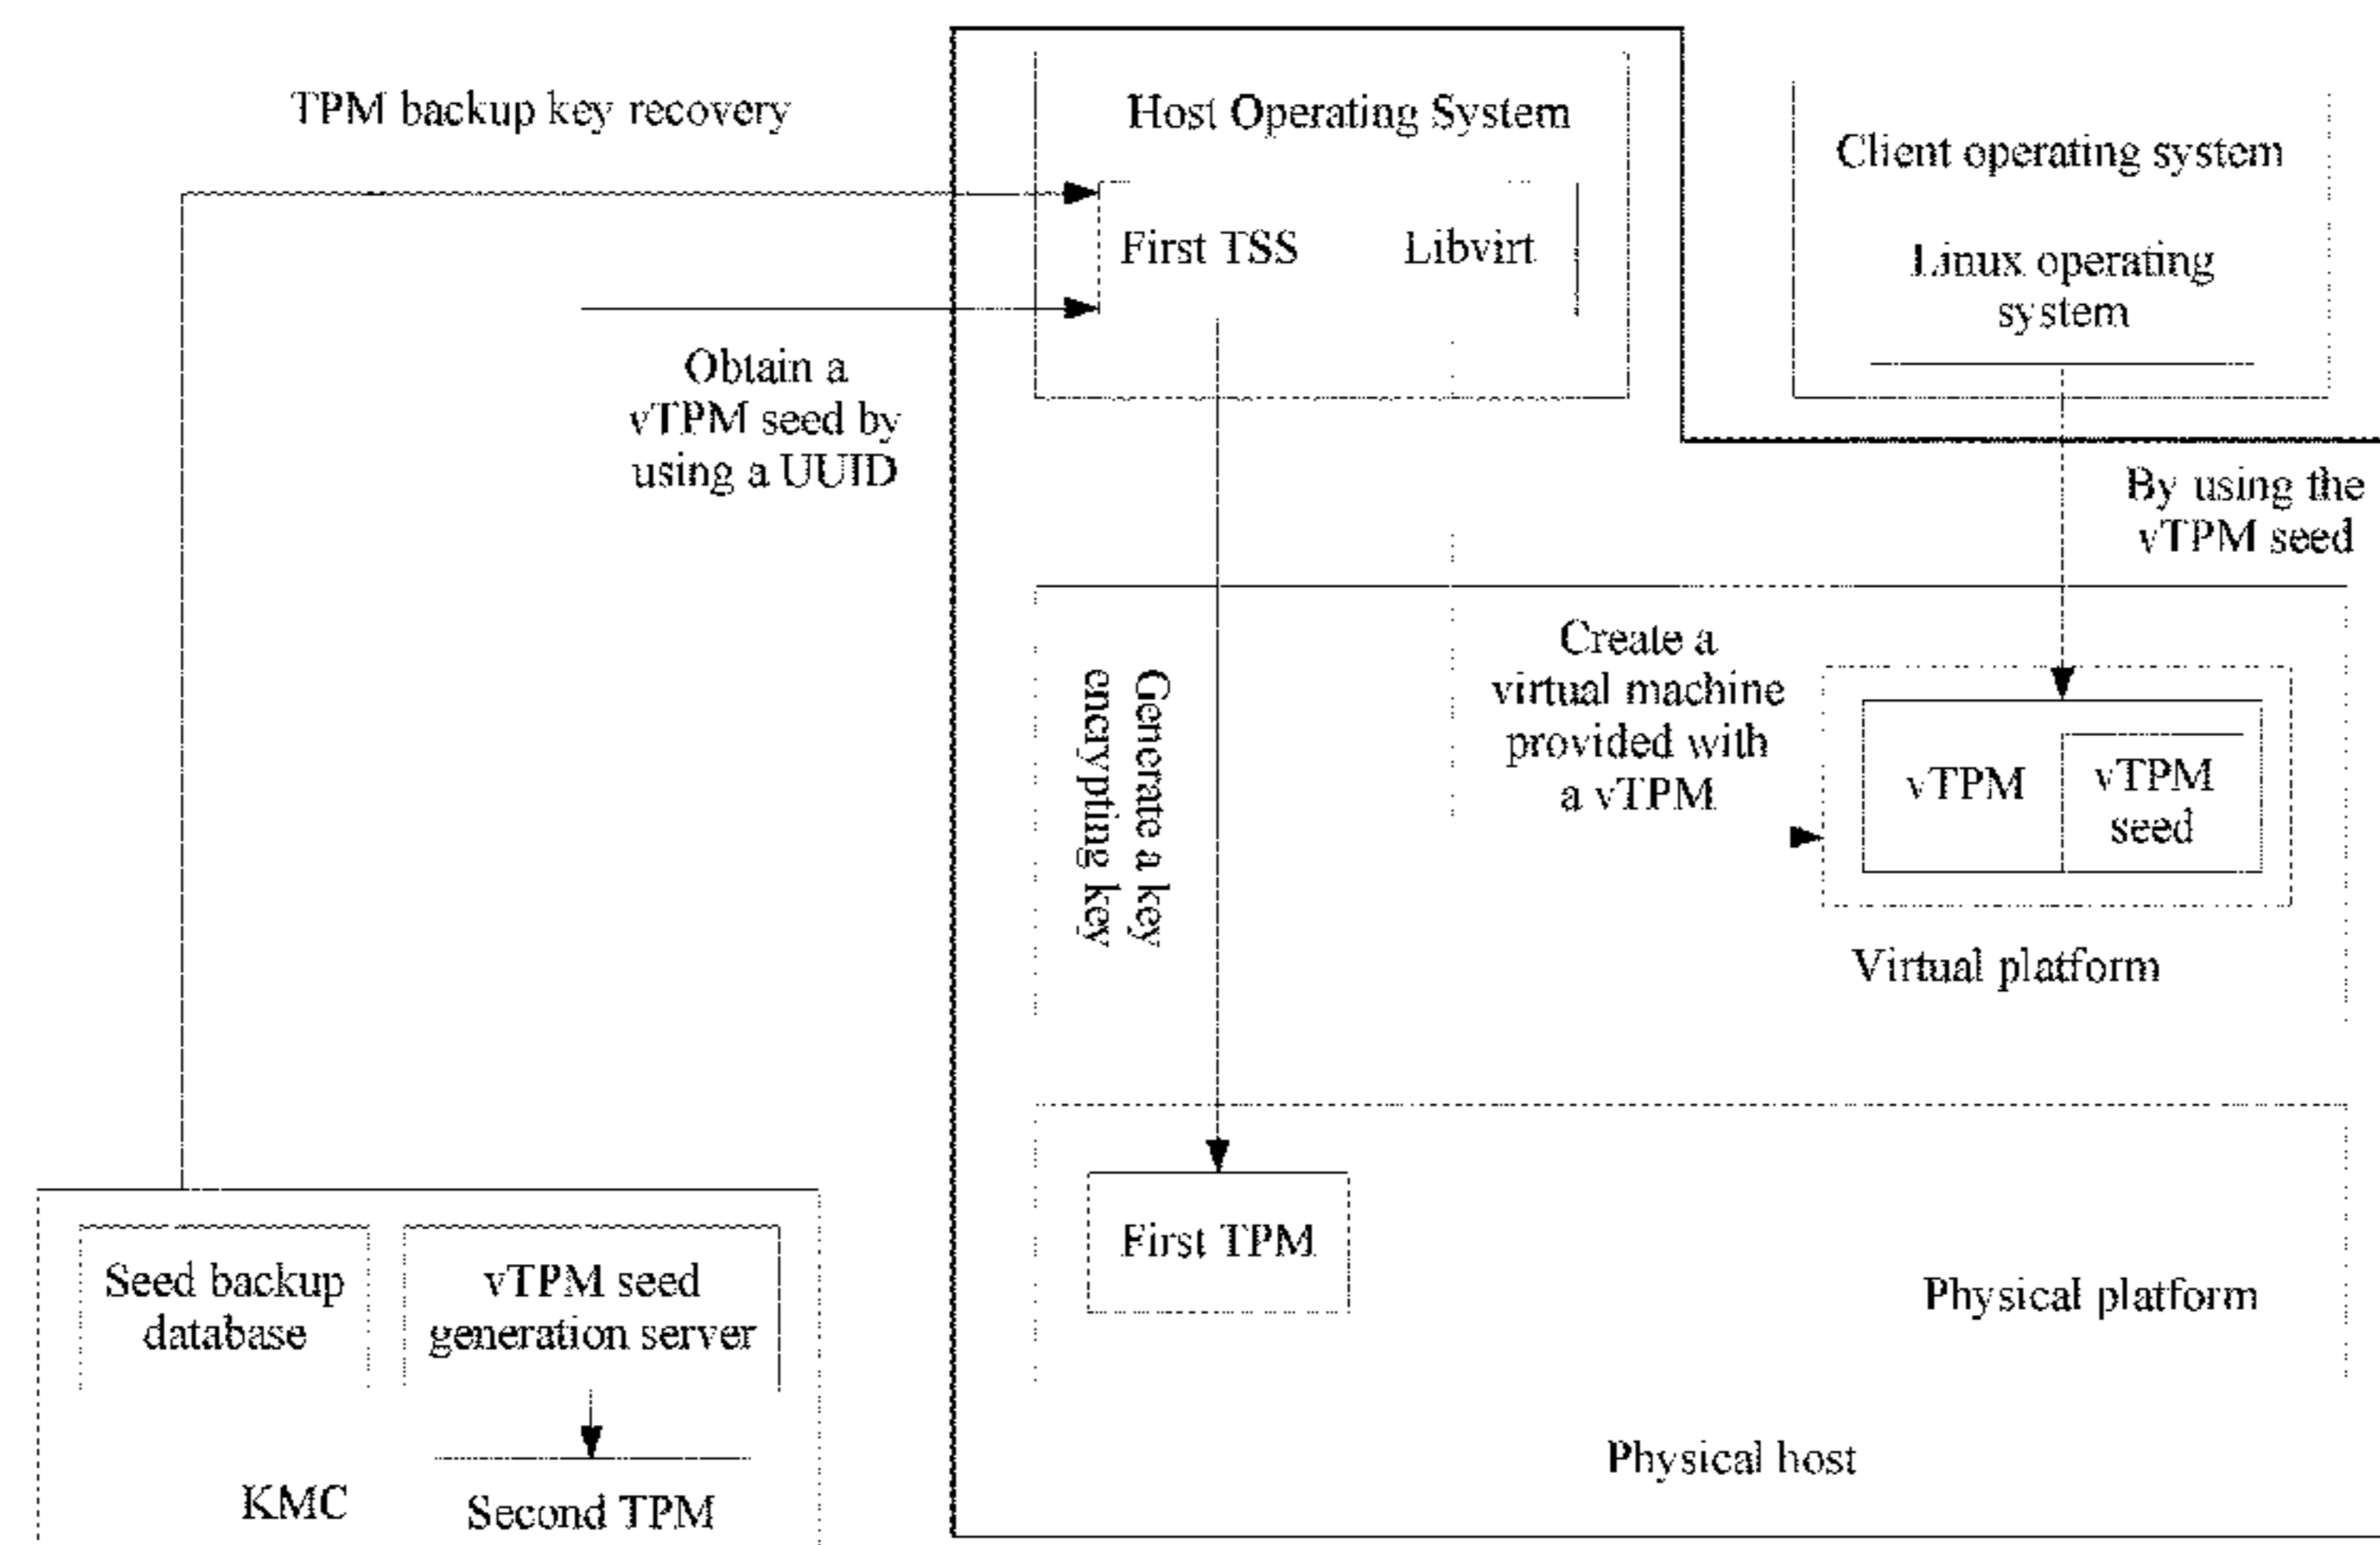 TPM backup key recovery
Host Operating System
First TSS
Libvirt
Client operating system
Linux operating
system
Obtain a
vTPM seed by
using a UUID
By using the
vTPM seed
Generate a key
encrypting key
Create a
virtual machine
provided with
a vTPM
vTPM
vTPM
seed
Virtual platform
Seed backup
database
vTPM seed
generation server
KMC
Second TPM
First TPM
Physical platform
Physical host